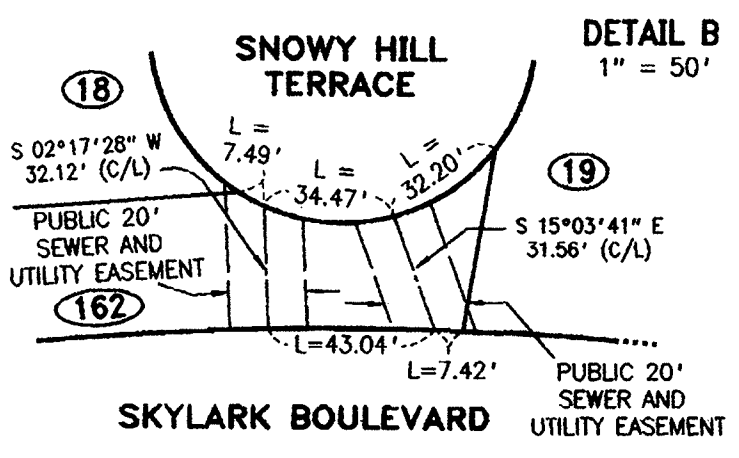 SNOWY HILL
TERRACE
DETAIL B
1" = 50'
18
S 02°17'28" W
32.12' (C/L)
L =
7.49'
L =
34.47'
L =
32.20'
19
S 15°03'41" E
31.56' (C/L)
PUBLIC 20'
SEWER AND
UTILITY EASEMENT
162
L=43.04'
L=7.42'
PUBLIC 20'
SEWER AND
UTILITY EASEMENT
SKYLARK BOULEVARD